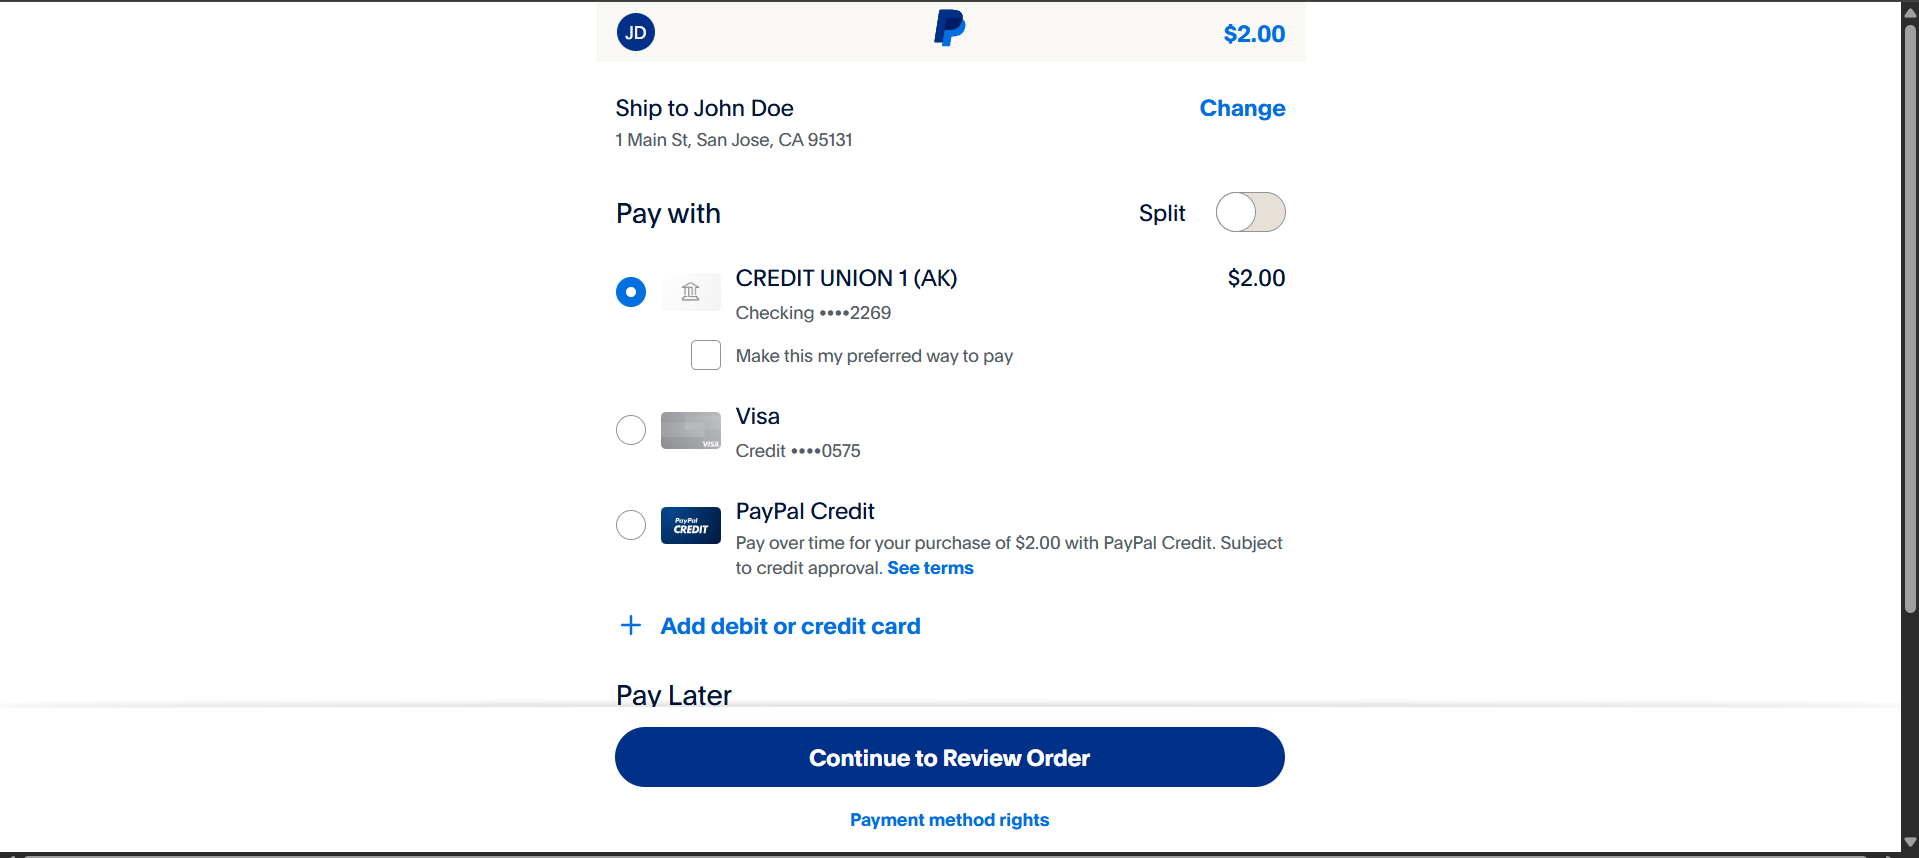 JD
$2.00
Ship to John Doe
Change
1 Main St, San Jose, CA 95131
Pay with
Split
CREDIT UNION 1 (AK)
$2.00
Checking ••••2269
Make this my preferred way to pay
Visa
VISA
Credit ••••0575
PayPal Credit
PayPal
CREDIT
Pay over time for your purchase of $2.00 with PayPal Credit. Subject
to credit approval. See terms
Add debit or credit card
Pay Later
Continue to Review Order
Payment method rights